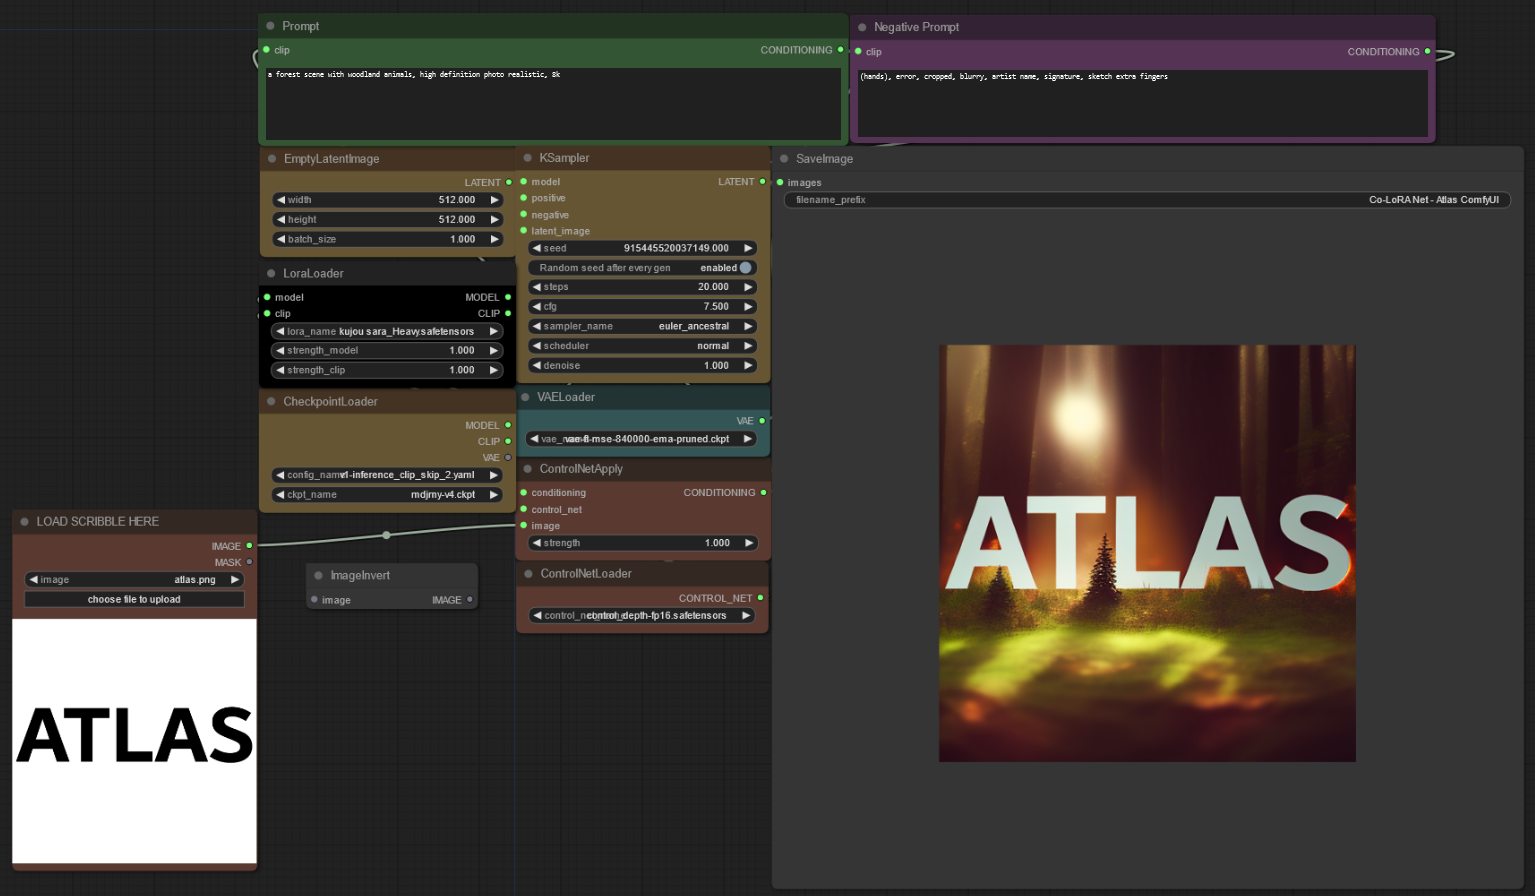 Prompt
clip
CONDITIONING
a forest scene with woodland animals, high definition photo realistic, 8k
Negative Prompt
clip
CONDITIONING
(hands), error, cropped, blurry, artist name, signature, sketch extra fingers
EmptyLatentImage
LATENT
width 512.000
height 512.000
batch_size 1.000
LoraLoader
model MODEL
clip CLIP
lora_name kujou sara_Heavy.safetensors
strength_model 1.000
strength_clip 1.000
CheckpointLoader
MODEL
CLIP
VAE
config_name v1-inference_clip_skip_2.yaml
ckpt_name mdjrny-v4.ckpt
KSampler
model LATENT
positive
negative
latent_image
seed 915445520037149.000
Random seed after every gen enabled
steps 20.000
cfg 7.500
sampler_name euler_ancestral
scheduler normal
denoise 1.000
VAELoader
VAE
-mse-840000-ema-pruned.ckpt
ControlNetApply
conditioning CONDITIONING
control_net
image
strength 1.000
ControlNetLoader
CONTROL_NET
control_depth-fp16.safetensors
LOAD SCRIBBLE HERE
IMAGE
MASK
image atlas.png
choose file to upload
ATLAS
ImageInvert
image IMAGE
SaveImage
images
filename_prefix Co-LoRA Net - Atlas ComfyUI
ATLAS